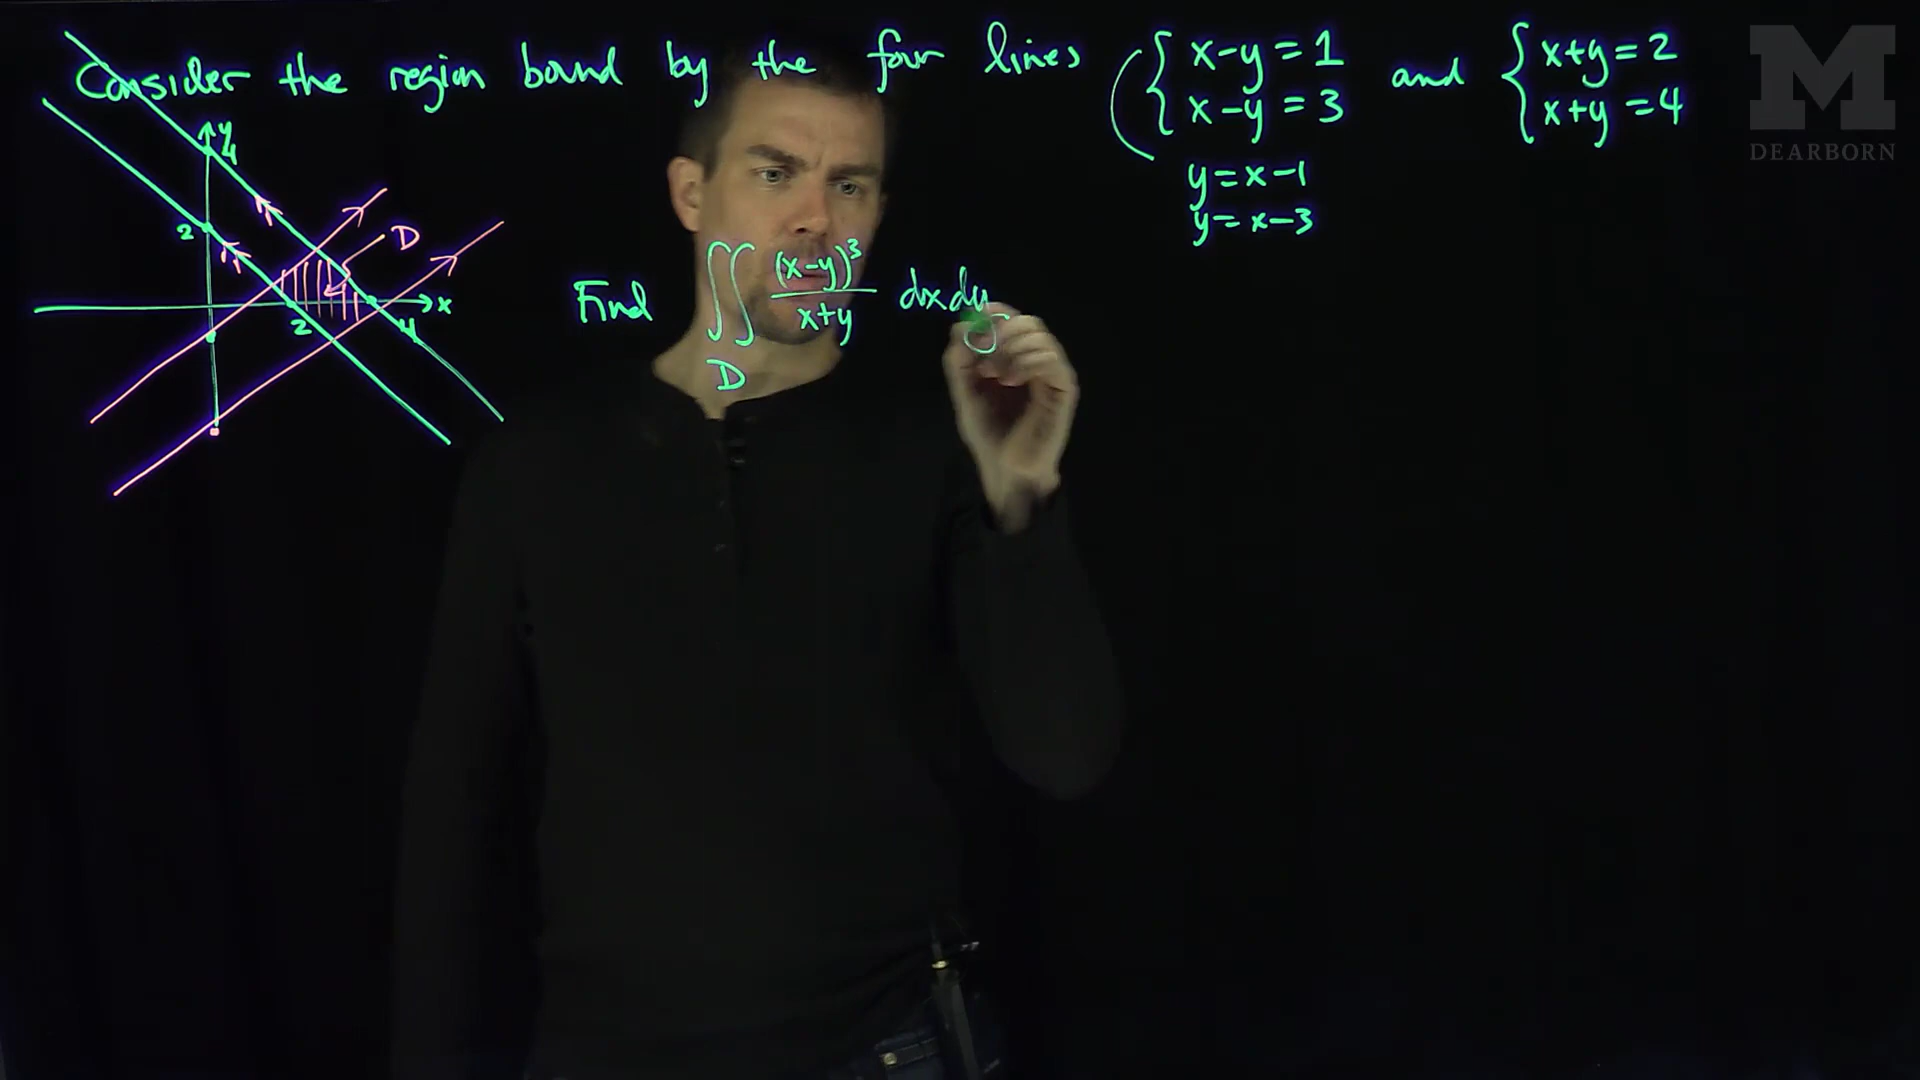 Consider the region bound by the four lines { x-y=1 and { x+y=2
x-y=3 x+y=4
M
DEARBORN
y=x-1
y=x-3
y
4
2
D
2
4
x
Find ∫∫ (x-y)³ dxdy
x+y
D